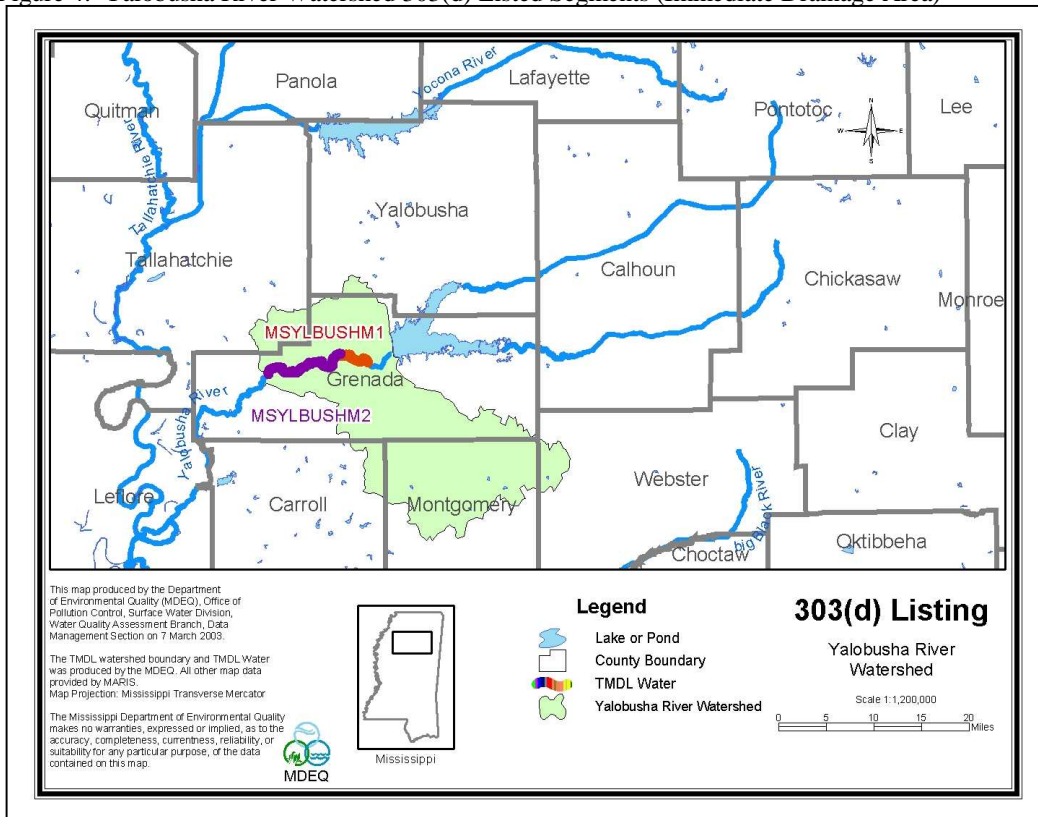 Figure 4.  Yalobusha River Watershed 303(d) Listed Segments (Immediate Drainage Area)
Panola
Yocona River
Lafayette
Quitman
Pontotoc
Lee
N
W
E
S
Tallahatchie River
Yalobusha
Tallahatchie
Calhoun
Chickasaw
Monroe
MSYLBUSHM1
Grenada
Yalobusha River
MSYLBUSHM2
Clay
Webster
Leflore
Carroll
Montgomery
big Black River
Choctaw
Oktibbeha
This map produced by the Department
of Environmental Quality (MDEQ), Office of
Pollution Control, Surface Water Division,
Water Quality Assessment Branch, Data
Management Section on 7 March 2003.
The TMDL watershed boundary and TMDL Water
was produced by the MDEQ. All other map data
provided by MARIS.
Map Projection: Mississippi Transverse Mercator
The Mississippi Department of Environmental Quality
makes no warranties, expressed or implied, as to the
accuracy, completeness, currentness, reliability, or
suitability for any particular purpose, of the data
contained on this map.
MDEQ
Mississippi
Legend
Lake or Pond
County Boundary
TMDL Water
Yalobusha River Watershed
303(d) Listing
Yalobusha River
Watershed
Scale 1:1,200,000
0 5 10 15 20
Miles